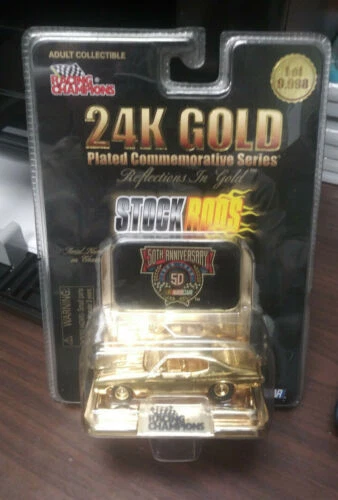 ADULT COLLECTIBLE
RACING
CHAMPIONS
1 of
9,998
24K GOLD
Plated Commemorative Series
Reflections In Gold™
STOCK RODS
50TH ANNIVERSARY
50
NASCAR
WARNING:
RACING
CHAMPIONS